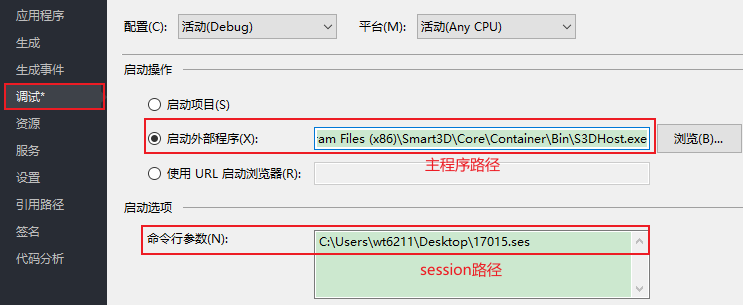 应用程序
生成
生成事件
调试*
资源
服务
设置
引用路径
签名
代码分析
配置(C): 活动(Debug) 平台(M): 活动(Any CPU)
启动操作
启动项目(S)
启动外部程序(X): ram Files (x86)\Smart3D\Core\Container\Bin\S3DHost.exe 浏览(B)...
主程序路径
使用 URL 启动浏览器(R):
启动选项
命令行参数(N): C:\Users\wt6211\Desktop\17015.ses
session路径